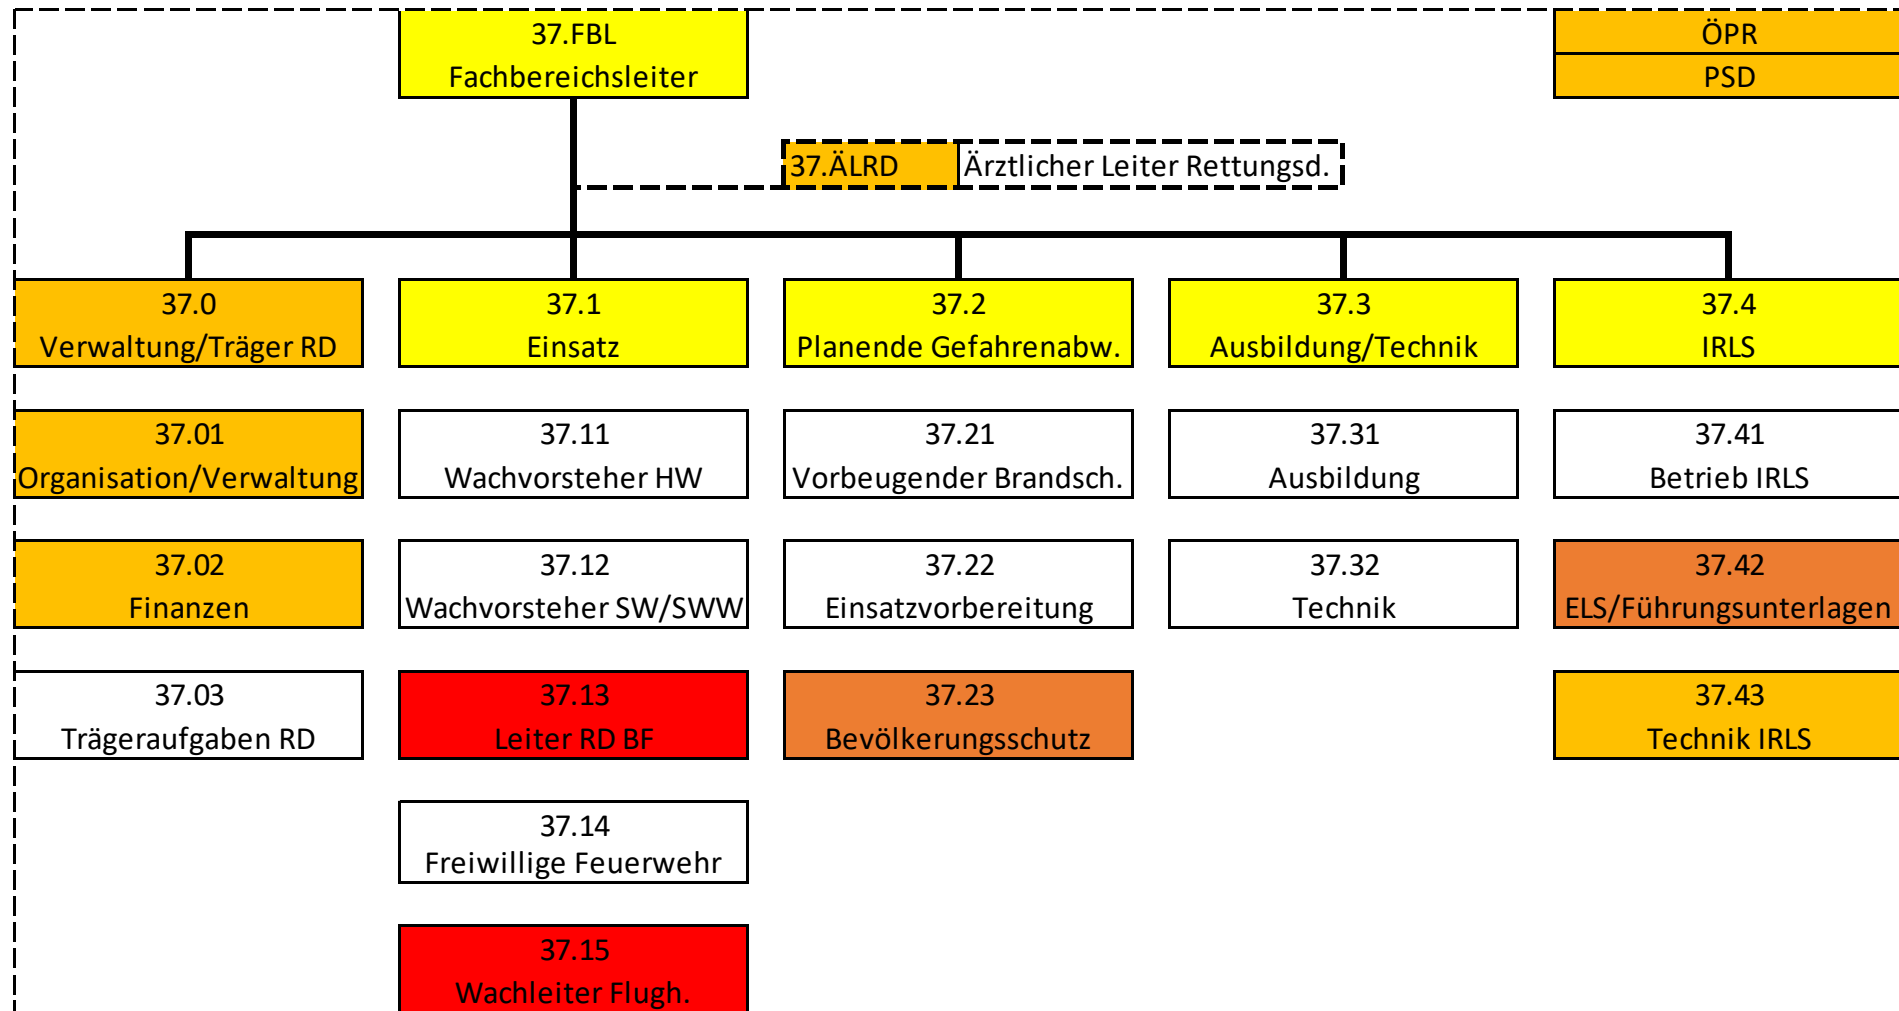 37.FBL
Fachbereichsleiter
ÖPR
PSD
37.ÄLRD Ärztlicher Leiter Rettungsd.
37.0
Verwaltung/Träger RD
37.1
Einsatz
37.2
Planende Gefahrenabw.
37.3
Ausbildung/Technik
37.4
IRLS
37.01
Organisation/Verwaltung
37.11
Wachvorsteher HW
37.21
Vorbeugender Brandsch.
37.31
Ausbildung
37.41
Betrieb IRLS
37.02
Finanzen
37.12
Wachvorsteher SW/SWW
37.22
Einsatzvorbereitung
37.32
Technik
37.42
ELS/Führungsunterlagen
37.03
Trägeraufgaben RD
37.13
Leiter RD BF
37.23
Bevölkerungsschutz
37.43
Technik IRLS
37.14
Freiwillige Feuerwehr
37.15
Wachleiter Flugh.